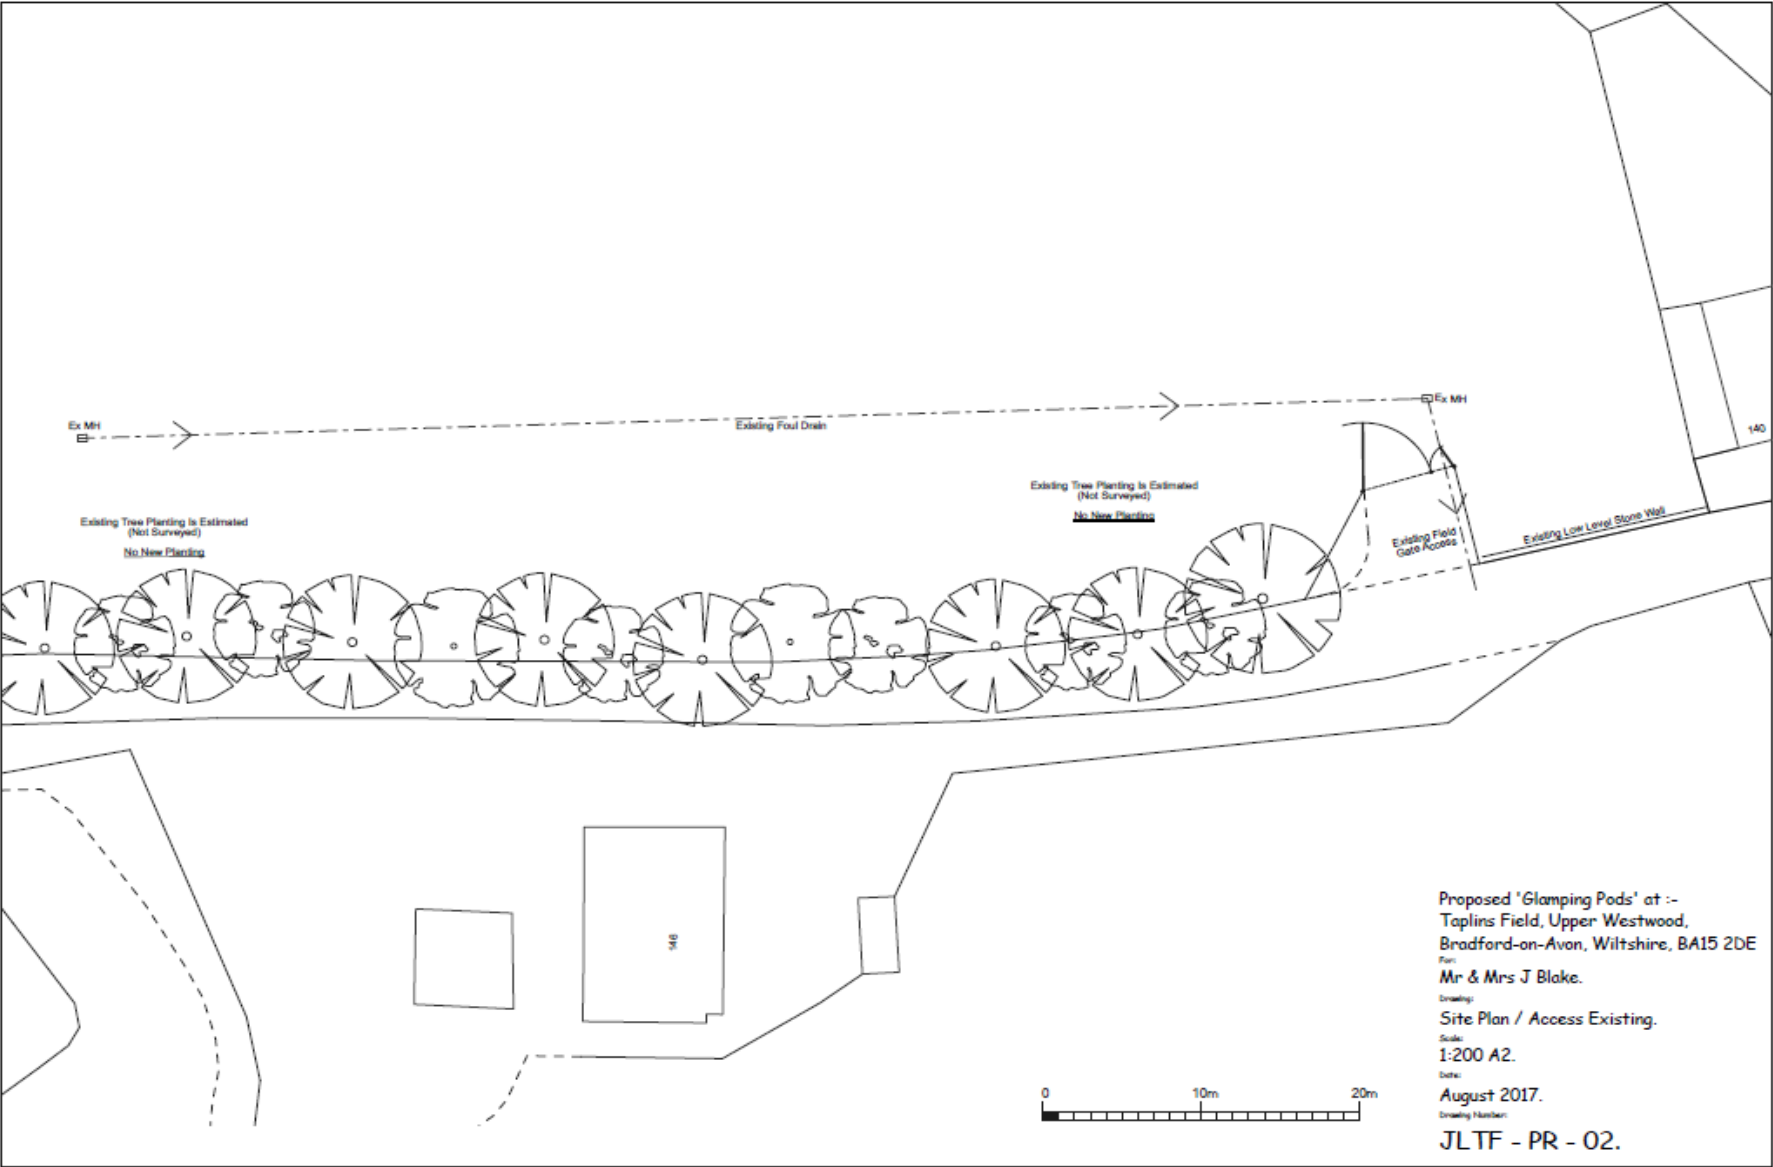 Ex MH
Existing Foul Drain
Ex MH
140
Existing Tree Planting Is Estimated
(Not Surveyed)
No New Planting
Existing Tree Planting Is Estimated
(Not Surveyed)
No New Planting
Existing Field
Gate Access
Existing Low Level Stone Wall
146
Proposed 'Glamping Pods' at :-
Taplins Field, Upper Westwood,
Bradford-on-Avon, Wiltshire, BA15 2DE
For:
Mr & Mrs J Blake.
Drawing:
Site Plan / Access Existing.
Scale:
1:200 A2.
Date:
August 2017.
Drawing Number:
JLTF - PR - 02.
0 10m 20m